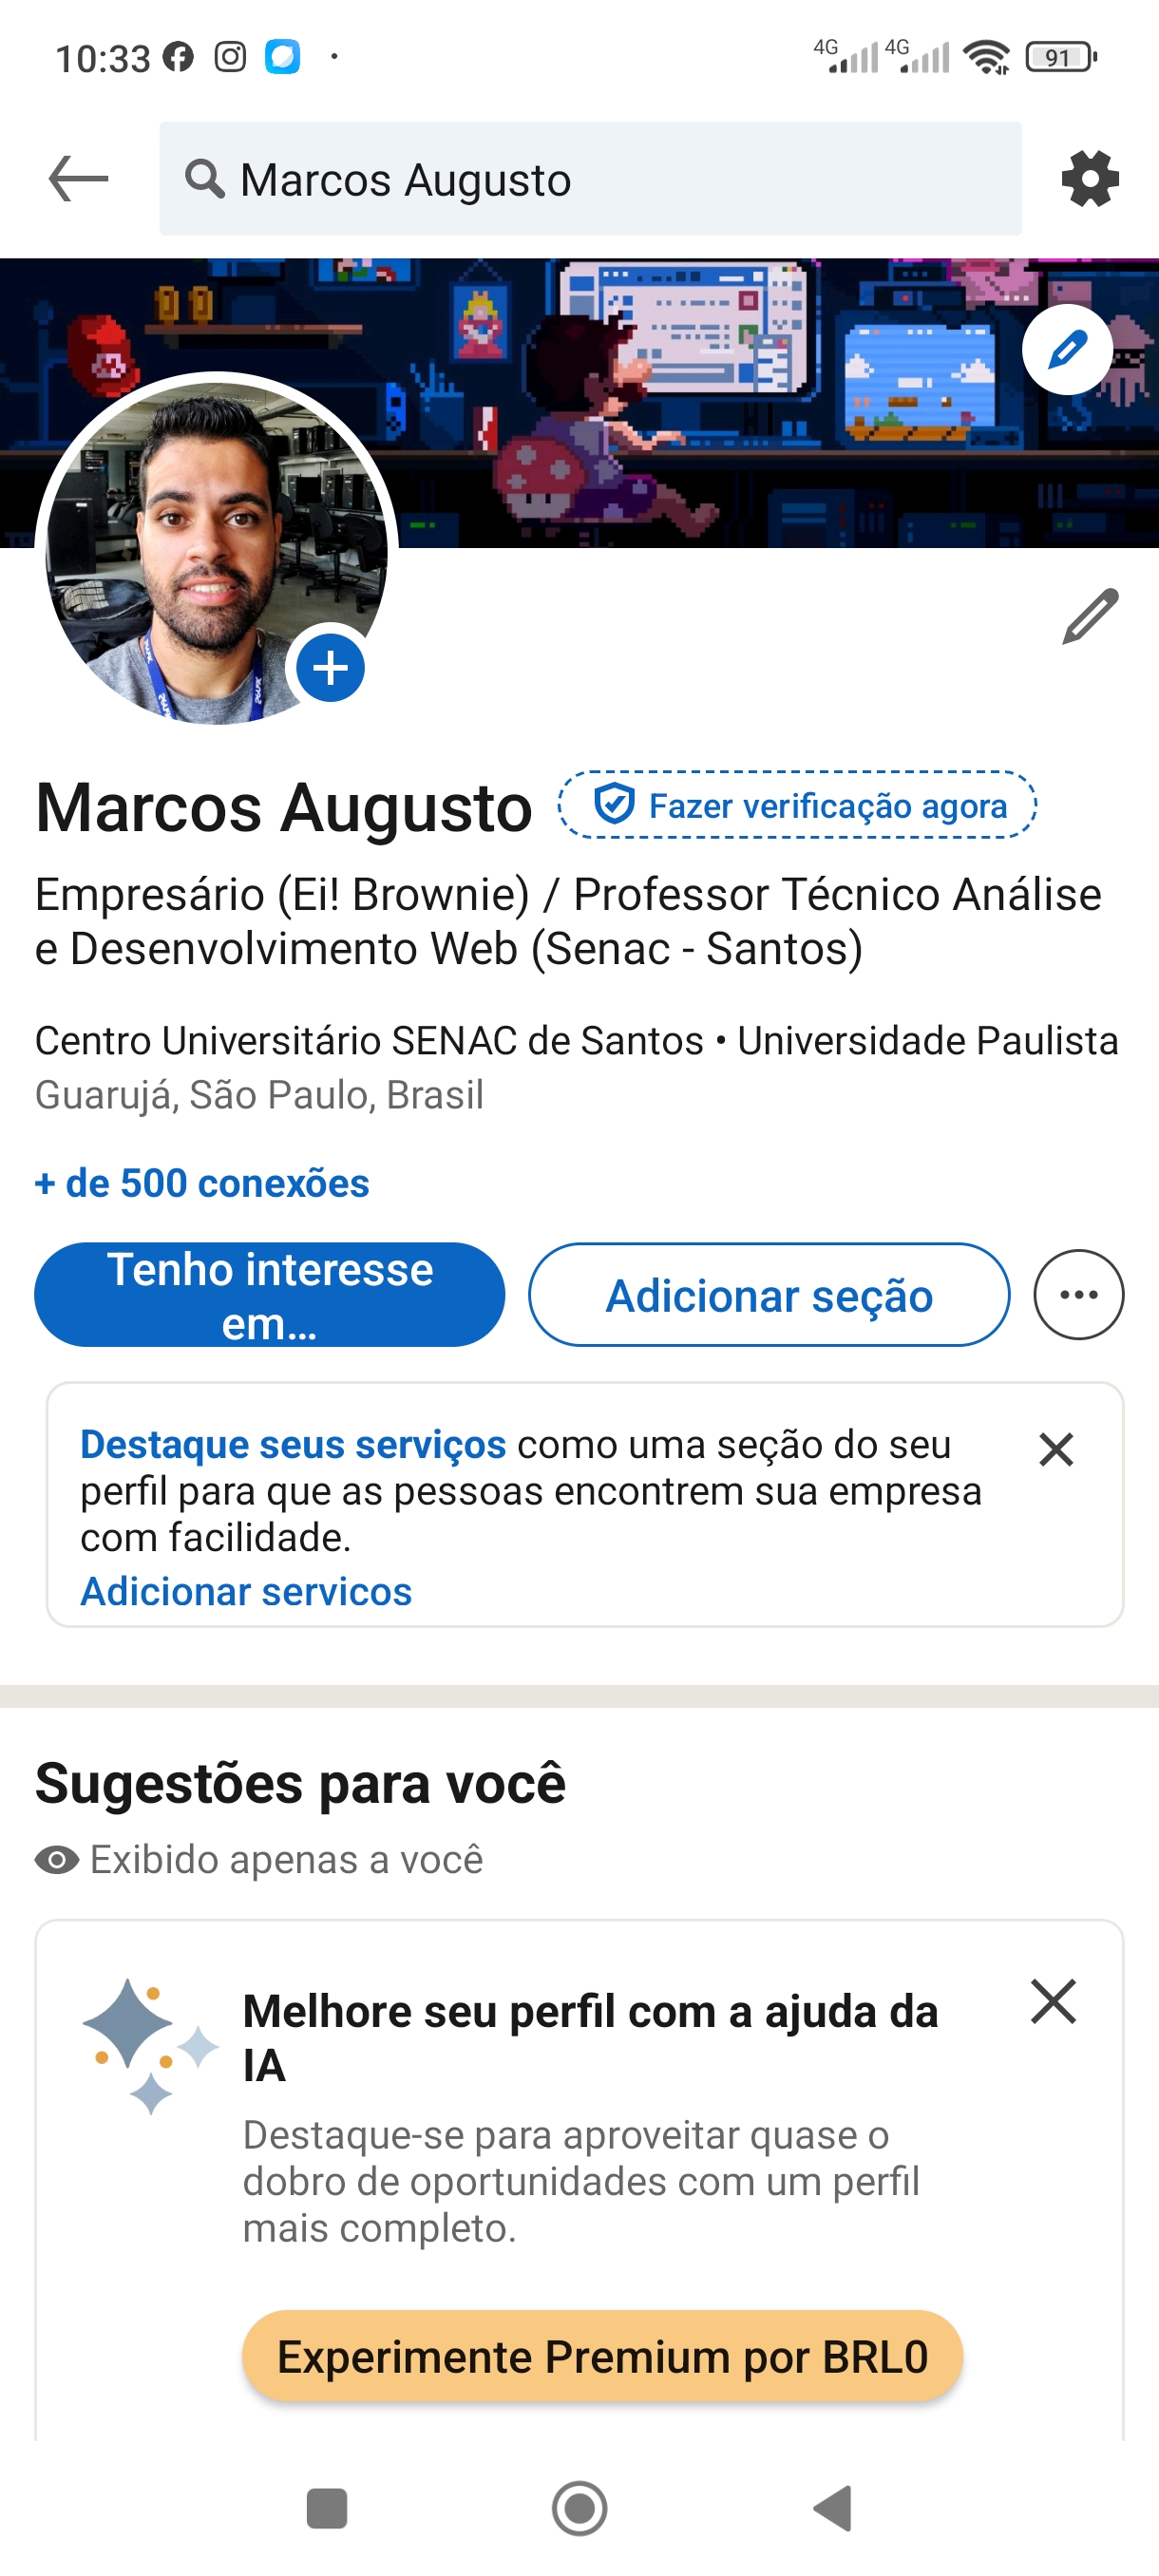 10:33
4G 4G 91
Marcos Augusto
Marcos Augusto
Fazer verificação agora
Empresário (Ei! Brownie) / Professor Técnico Análise
e Desenvolvimento Web (Senac - Santos)
Centro Universitário SENAC de Santos • Universidade Paulista
Guarujá, São Paulo, Brasil
+ de 500 conexões
Tenho interesse
em...
Adicionar seção
Destaque seus serviços como uma seção do seu
perfil para que as pessoas encontrem sua empresa
com facilidade.
Adicionar serviços
Sugestões para você
Exibido apenas a você
Melhore seu perfil com a ajuda da
IA
Destaque-se para aproveitar quase o
dobro de oportunidades com um perfil
mais completo.
Experimente Premium por BRL0